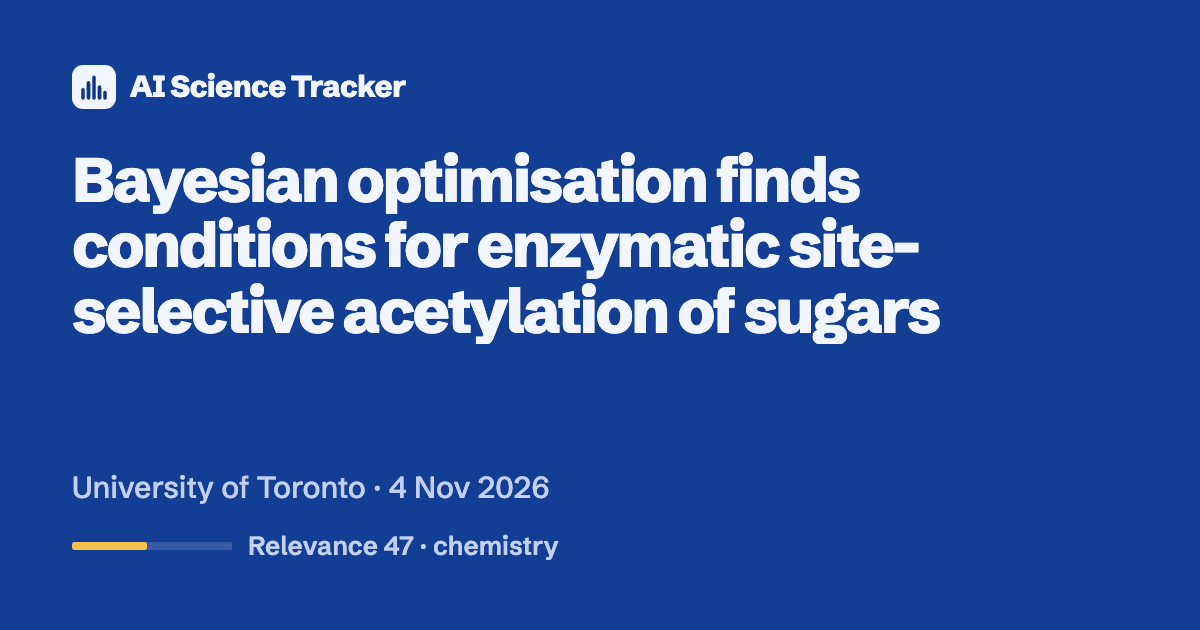 AI Science Tracker
Bayesian optimisation finds
conditions for enzymatic site-
selective acetylation of sugars
University of Toronto · 4 Nov 2026
Relevance 47 · chemistry